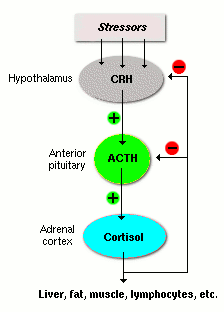 Stressors
Hypothalamus
CRH
−
+
Anterior
pituitary
ACTH
−
+
Adrenal
cortex
Cortisol
Liver, fat, muscle, lymphocytes, etc.